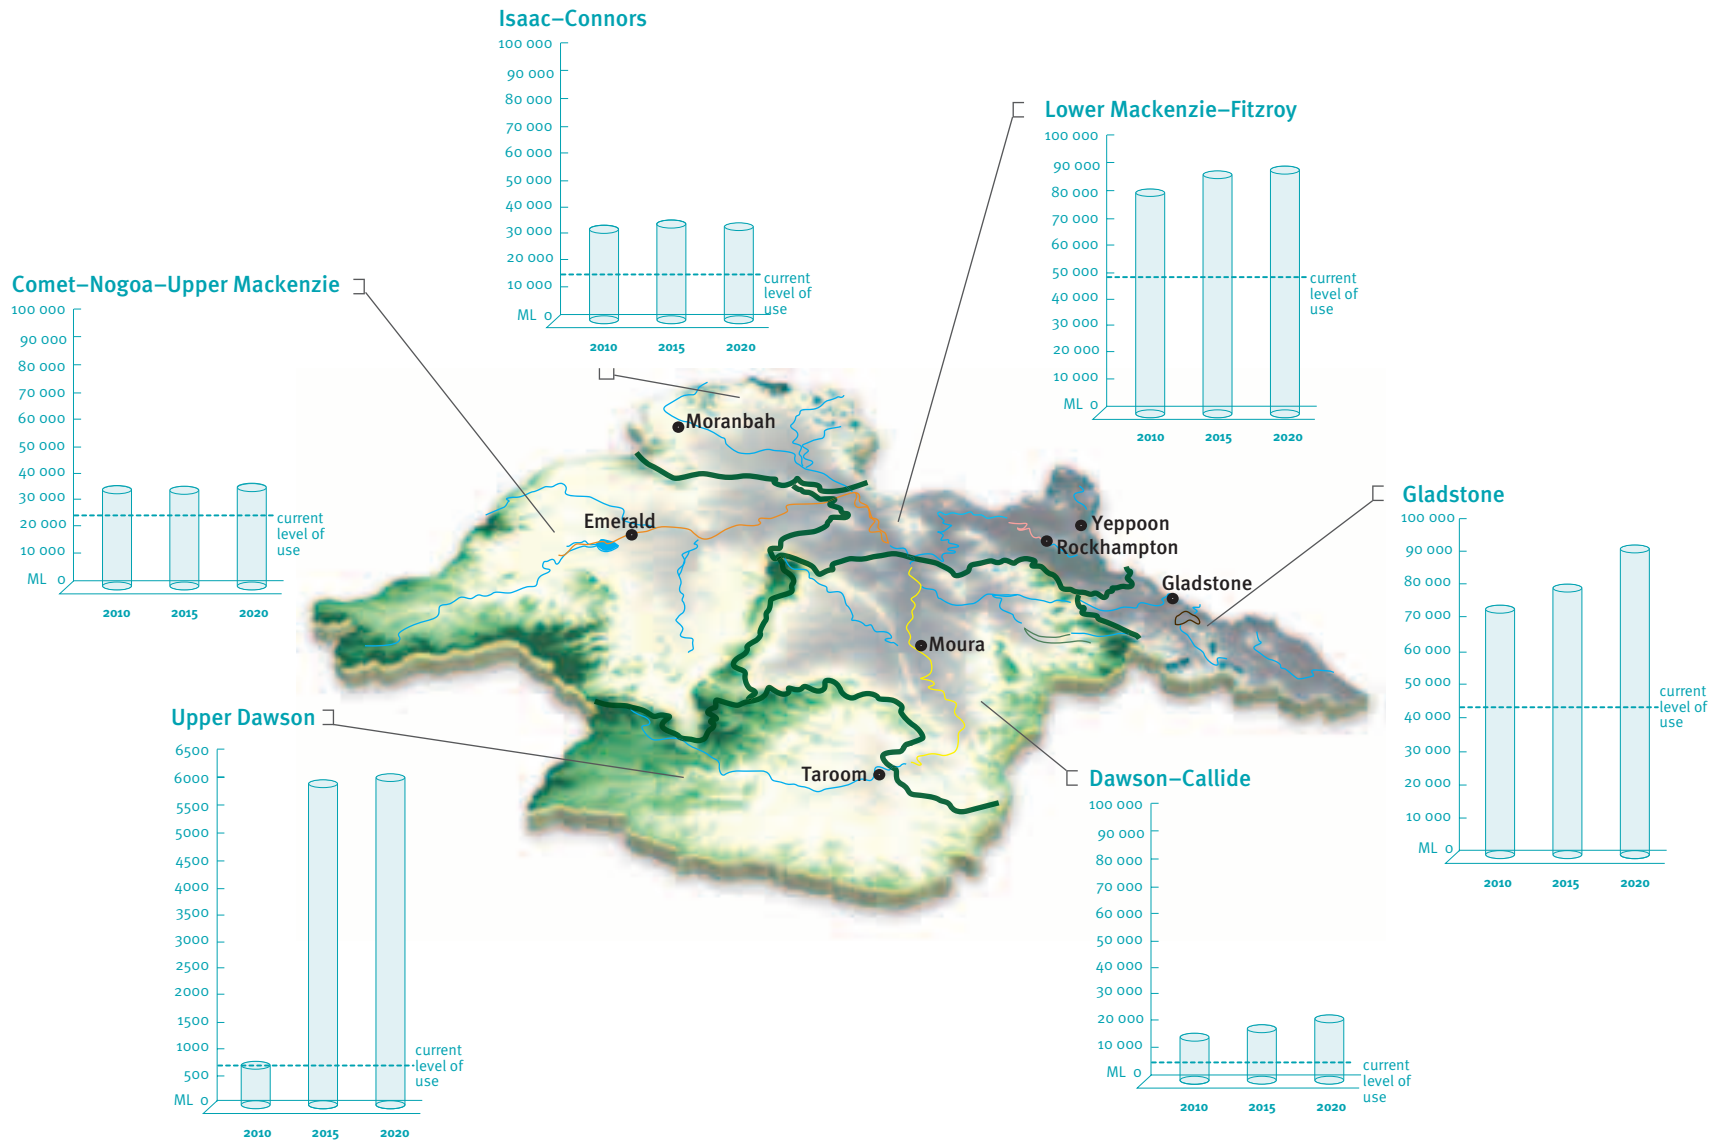 Isaac–Connors
100 000
90 000
80 000
70 000
60 000
50 000
40 000
30 000
20 000
10 000
ML 0
current
level of
use
2010 2015 2020
Lower Mackenzie–Fitzroy
100 000
90 000
80 000
70 000
60 000
50 000
40 000
30 000
20 000
10 000
ML 0
current
level of
use
2010 2015 2020
Comet–Nogoa–Upper Mackenzie
100 000
90 000
80 000
70 000
60 000
50 000
40 000
30 000
20 000
10 000
ML 0
current
level of
use
2010 2015 2020
Moranbah
Emerald
Yeppoon
Rockhampton
Gladstone
Moura
Taroom
Gladstone
100 000
90 000
80 000
70 000
60 000
50 000
40 000
30 000
20 000
10 000
ML 0
current
level of
use
2010 2015 2020
Upper Dawson
6500
6000
5500
5000
4500
4000
3500
3000
2500
2000
1500
1000
500
ML 0
current
level of
use
2010 2015 2020
Dawson–Callide
100 000
90 000
80 000
70 000
60 000
50 000
40 000
30 000
20 000
10 000
ML 0
current
level of
use
2010 2015 2020